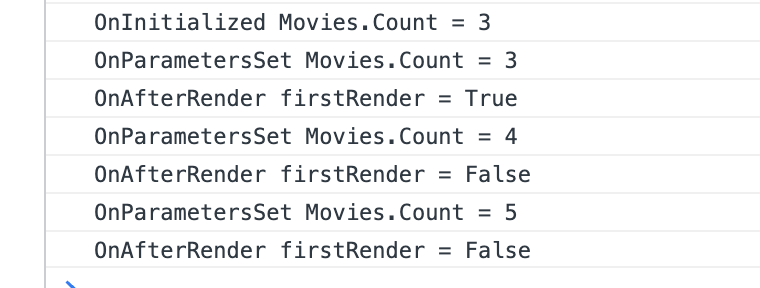 OnInitialized Movies.Count = 3
OnParametersSet Movies.Count = 3
OnAfterRender firstRender = True
OnParametersSet Movies.Count = 4
OnAfterRender firstRender = False
OnParametersSet Movies.Count = 5
OnAfterRender firstRender = False